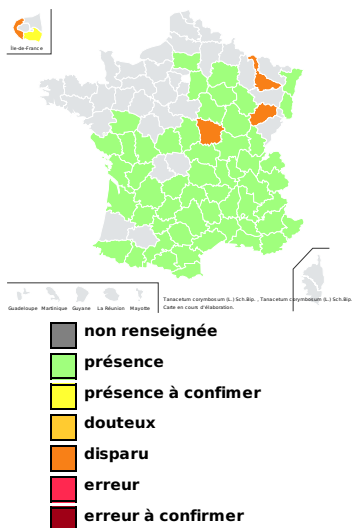 Île-de-France
Guadeloupe Martinique Guyane La Réunion Mayotte
Tanacetum corymbosum (L.) Sch.Bip. , Tanacetum corymbosum (L.) Sch.Bip.
Carte en cours d'élaboration.
non renseignée
présence
présence à confimer
douteux
disparu
erreur
erreur à confirmer